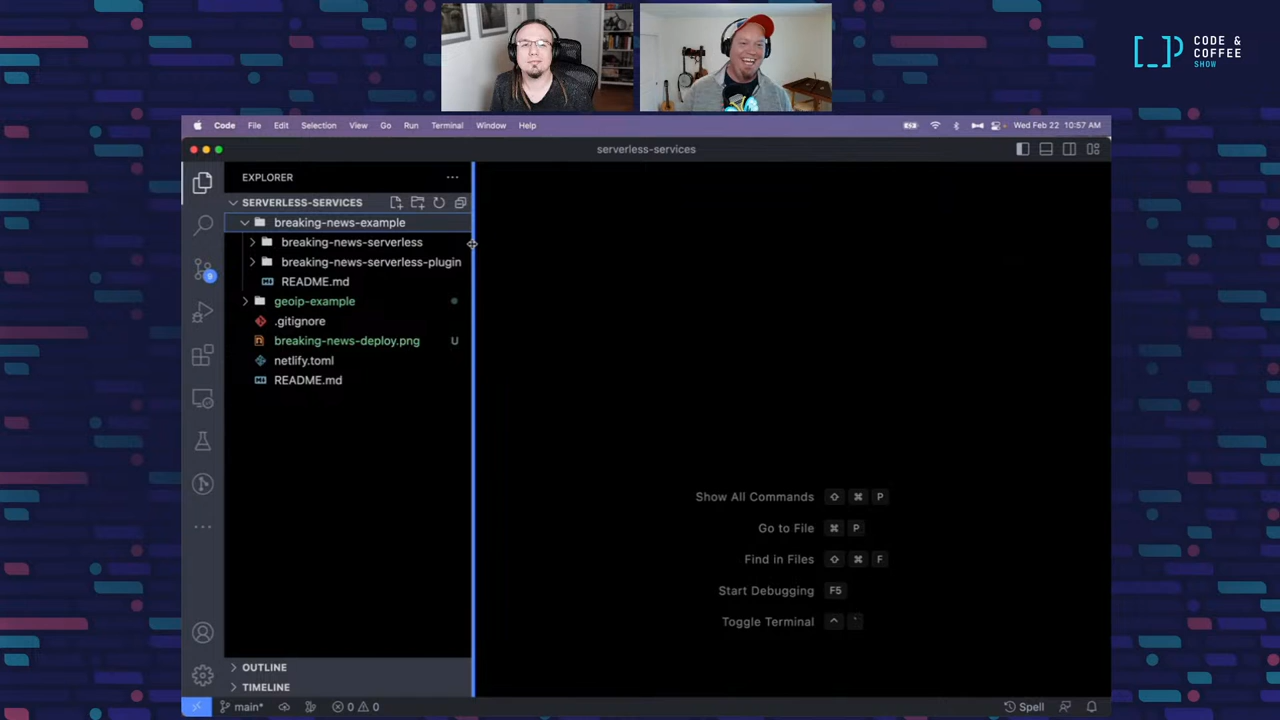 CODE &
COFFEE
SHOW
Code File Edit Selection View Go Run Terminal Window Help
Wed Feb 22 10:57 AM
serverless-services
EXPLORER
SERVERLESS-SERVICES
breaking-news-example
breaking-news-serverless
breaking-news-serverless-plugin
README.md
geoip-example
.gitignore
breaking-news-deploy.png U
netlify.toml
README.md
9
Show All Commands ⇧ ⌘ P
Go to File ⌘ P
Find in Files ⇧ ⌘ F
Start Debugging F5
Toggle Terminal ^ `
OUTLINE
TIMELINE
main* 0 0
Spell